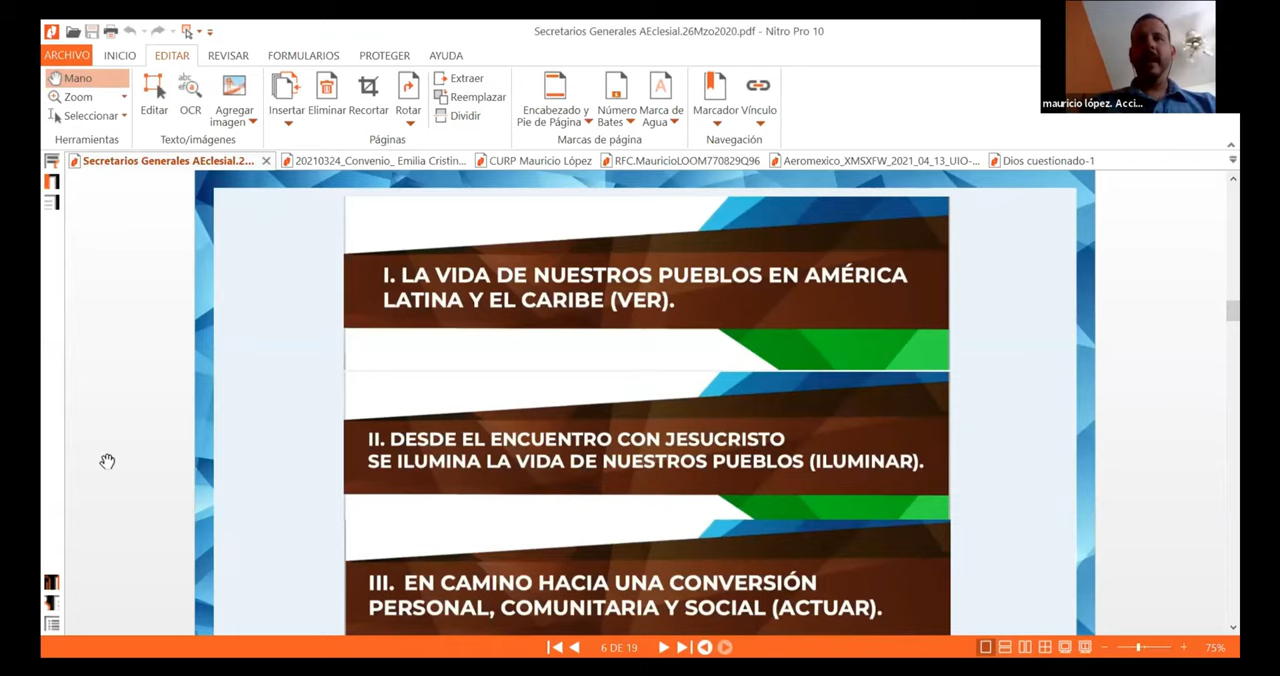 Secretarios Generales AEclesial.26Mzo2020.pdf - Nitro Pro 10
ARCHIVO INICIO EDITAR REVISAR FORMULARIOS PROTEGER AYUDA
mauricio lópez. Acci...
Mano
Zoom
Seleccionar
Herramientas
Editar
OCR
Agregar
imagen
Texto/imágenes
Insertar
Eliminar
Recortar
Rotar
Extraer
Reemplazar
Dividir
Páginas
Encabezado y
Pie de Página
Número
Bates
Marca de
Agua
Marcas de página
Marcador
Vínculo
Navegación
Secretarios Generales AEclesial.2...
20210324_Convenio_ Emilia Cristin...
CURP Mauricio López
RFC.MauricioLOOM770829Q96
Aeromexico_XMSXFW_2021_04_13_UIO-...
Dios cuestionado-1
I. LA VIDA DE NUESTROS PUEBLOS EN AMÉRICA
LATINA Y EL CARIBE (VER).
II. DESDE EL ENCUENTRO CON JESUCRISTO
SE ILUMINA LA VIDA DE NUESTROS PUEBLOS (ILUMINAR).
III. EN CAMINO HACIA UNA CONVERSIÓN
PERSONAL, COMUNITARIA Y SOCIAL (ACTUAR).
6 DE 19
75%